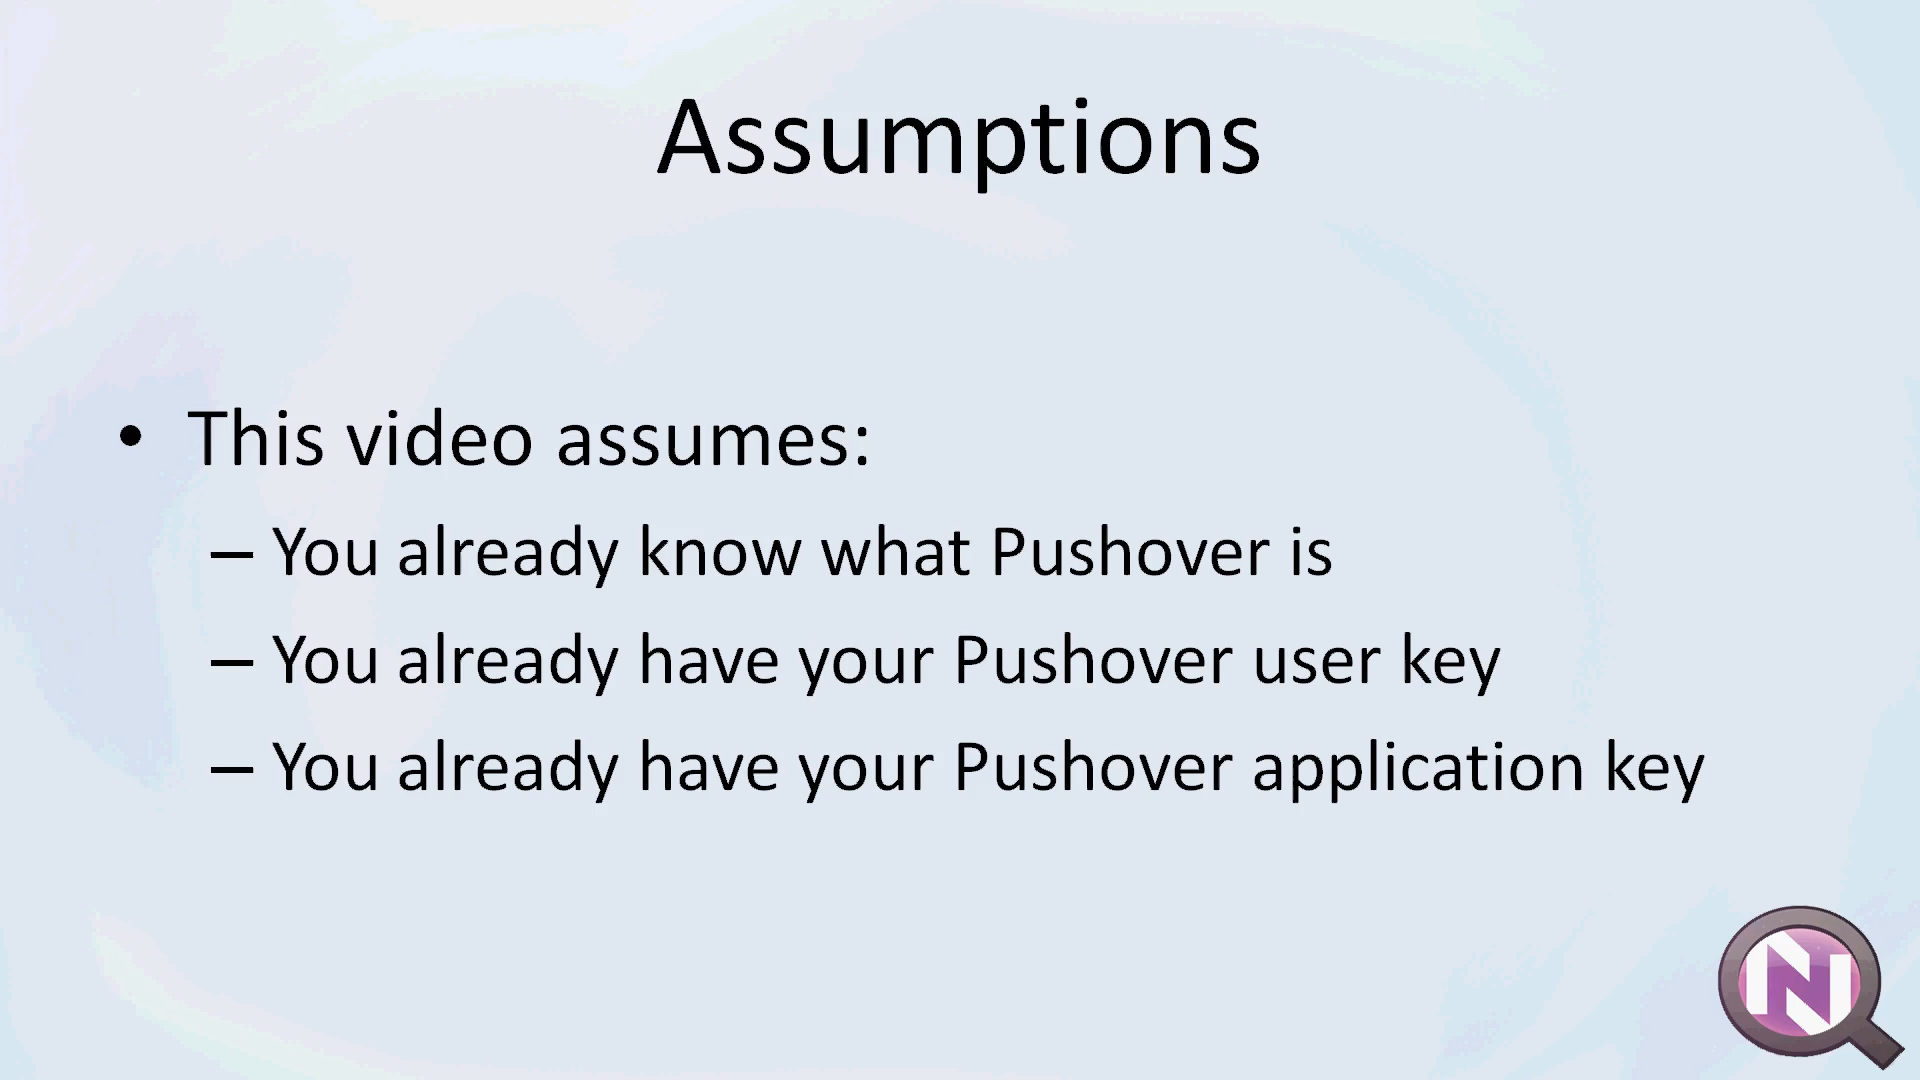 Assumptions
• This video assumes:
– You already know what Pushover is
– You already have your Pushover user key
– You already have your Pushover application key
N